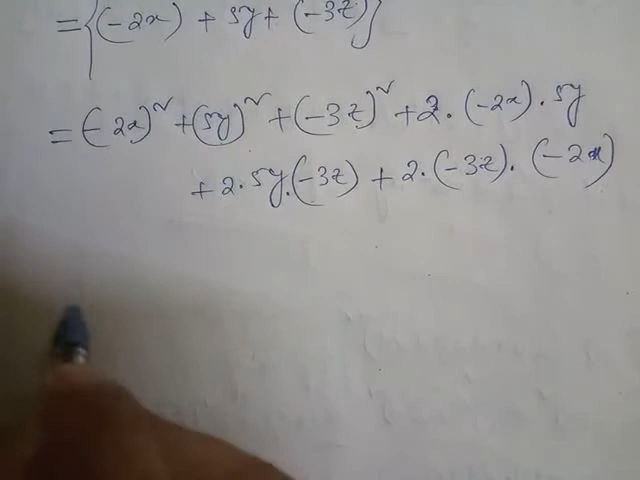 ={(-2x) + 5y + (-3z)}
= (-2x)² + (5y)² + (-3z)² + 2. (-2x) . 5y
+ 2. 5y.(-3z) + 2. (-3z). (-2x)